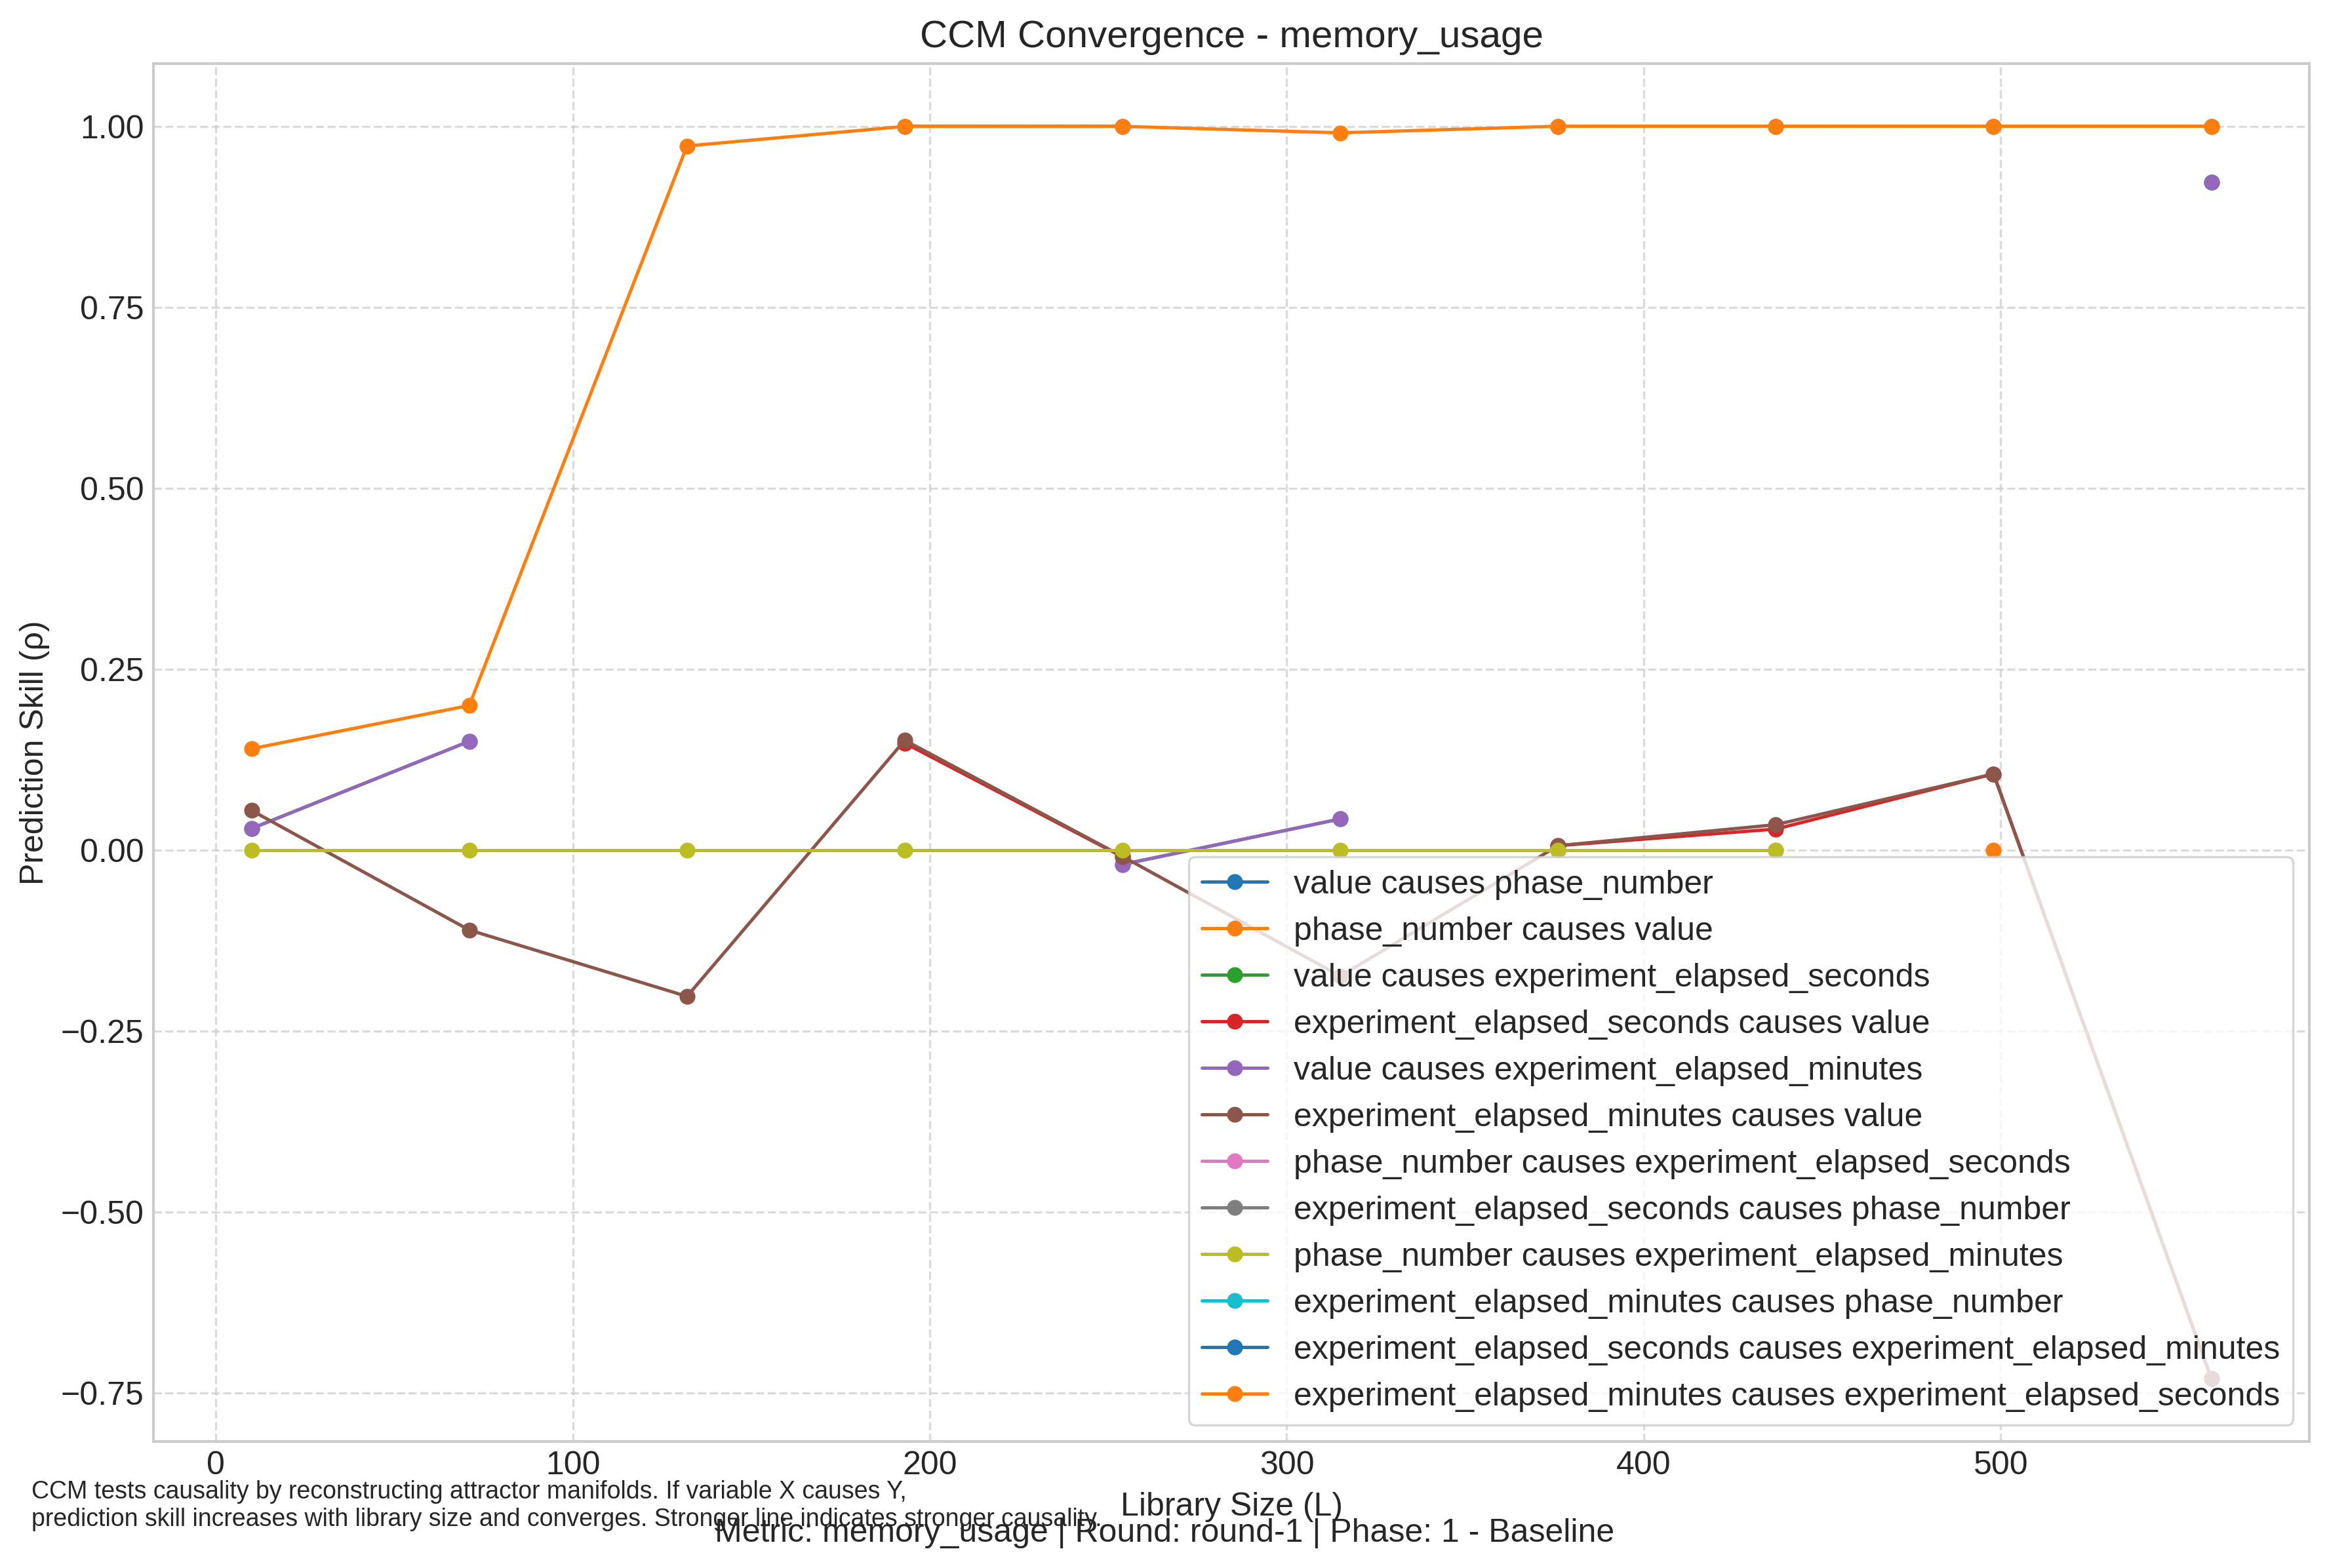 CCM Convergence - memory_usage
1.00
0.75
0.50
0.25
0.00
−0.25
−0.50
−0.75
Prediction Skill (ρ)
value causes phase_number
phase_number causes value
value causes experiment_elapsed_seconds
experiment_elapsed_seconds causes value
value causes experiment_elapsed_minutes
experiment_elapsed_minutes causes value
phase_number causes experiment_elapsed_seconds
experiment_elapsed_seconds causes phase_number
phase_number causes experiment_elapsed_minutes
experiment_elapsed_minutes causes phase_number
experiment_elapsed_seconds causes experiment_elapsed_minutes
experiment_elapsed_minutes causes experiment_elapsed_seconds
0 100 200 300 400 500
Library Size (L)
CCM tests causality by reconstructing attractor manifolds. If variable X causes Y,
prediction skill increases with library size and converges. Stronger line indicates stronger causality.
Metric: memory_usage | Round: round-1 | Phase: 1 - Baseline